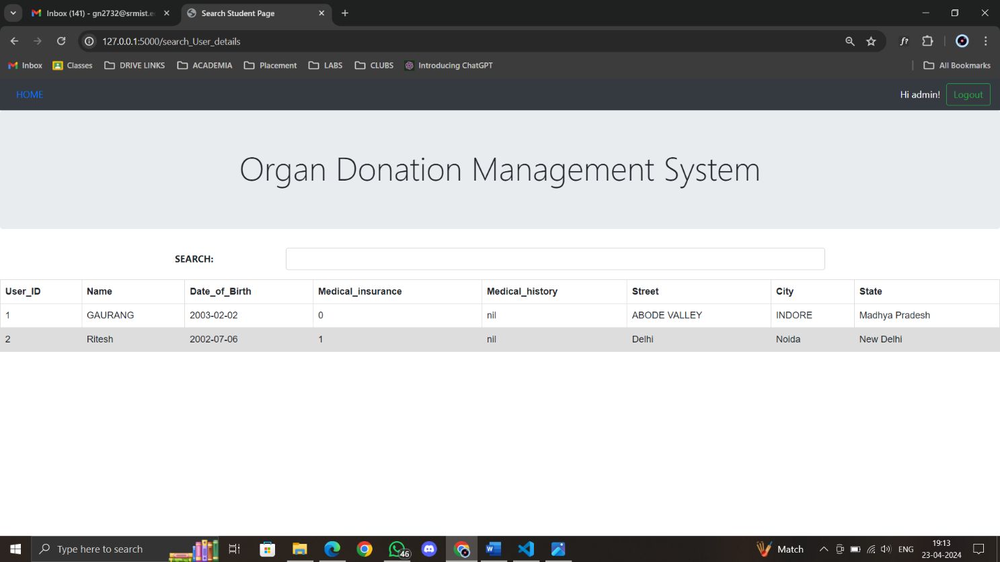 Inbox (141) - gn2732@srmist.e
Search Student Page
127.0.0.1:5000/search_User_details
f?
Inbox Classes DRIVE LINKS ACADEMIA Placement LABS CLUBS Introducing ChatGPT All Bookmarks
HOME Hi admin! Logout
Organ Donation Management System
SEARCH:
User_ID Name Date_of_Birth Medical_insurance Medical_history Street City State
1 GAURANG 2003-02-02 0 nil ABODE VALLEY INDORE Madhya Pradesh
2 Ritesh 2002-07-06 1 nil Delhi Noida New Delhi
Type here to search 46 Match ENG 19:13
23-04-2024